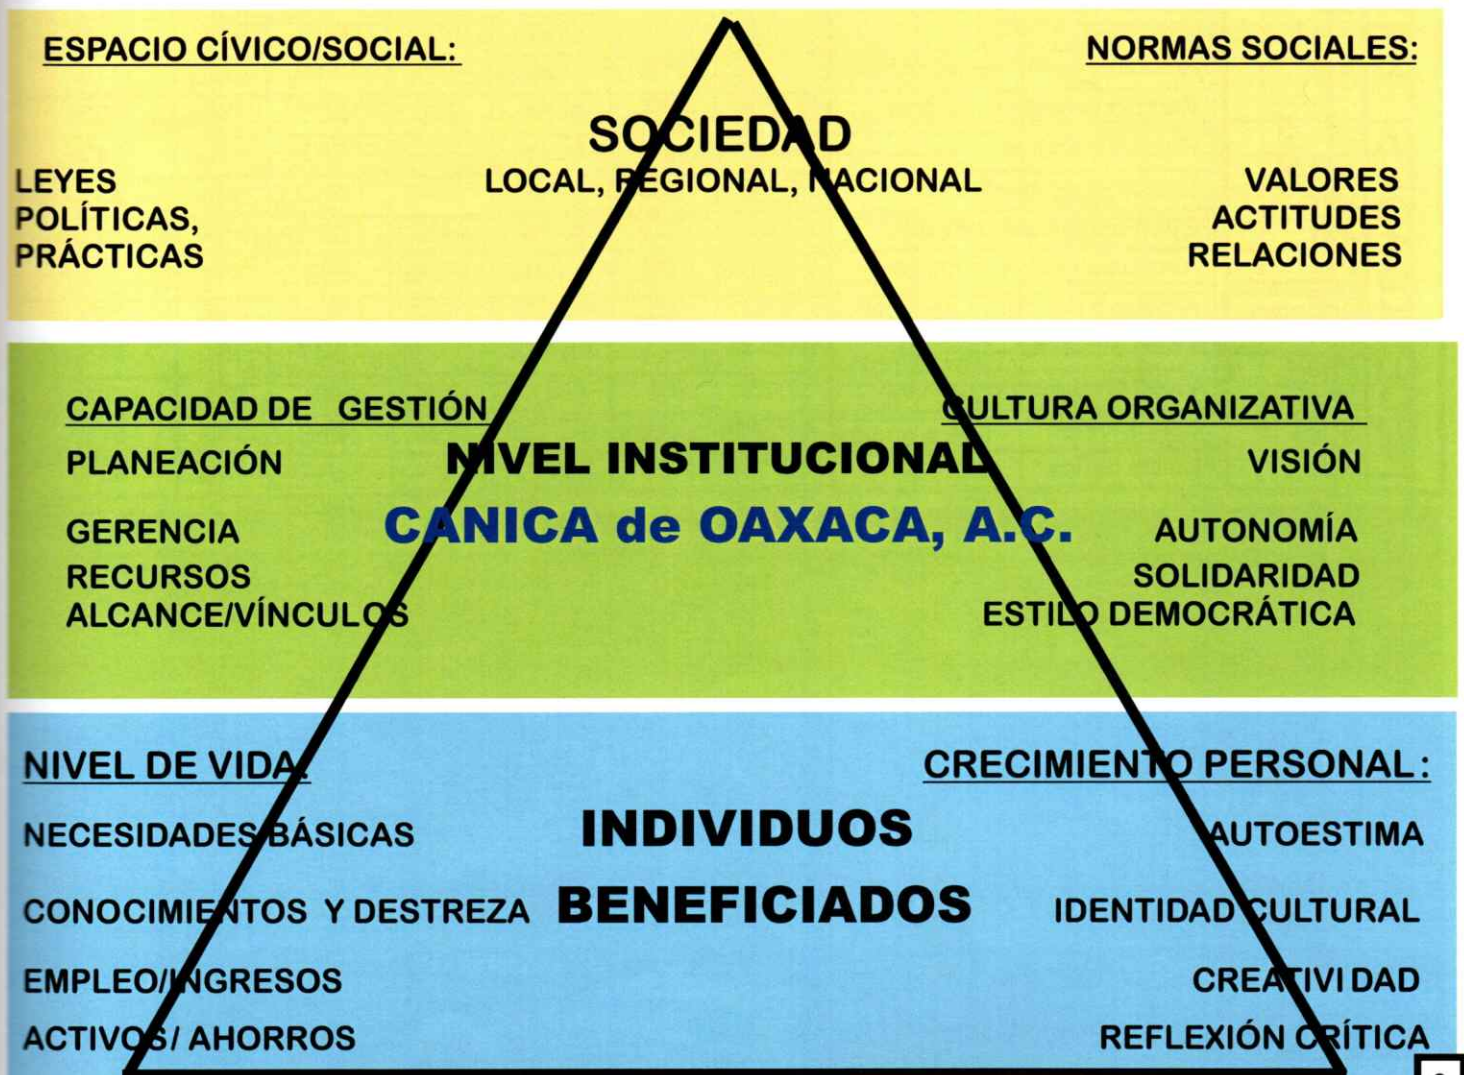 ESPACIO CÍVICO/SOCIAL:
NORMAS SOCIALES:
SOCIEDAD
LOCAL, REGIONAL, NACIONAL
LEYES
POLÍTICAS,
PRÁCTICAS
VALORES
ACTITUDES
RELACIONES
CAPACIDAD DE GESTIÓN
CULTURA ORGANIZATIVA
PLANEACIÓN
NIVEL INSTITUCIONAL
VISIÓN
CANICA de OAXACA, A.C.
GERENCIA
RECURSOS
ALCANCE/VÍNCULOS
AUTONOMÍA
SOLIDARIDAD
ESTILO DEMOCRÁTICA
NIVEL DE VIDA:
CRECIMIENTO PERSONAL:
INDIVIDUOS
BENEFICIADOS
NECESIDADES BÁSICAS
CONOCIMIENTOS Y DESTREZA
EMPLEO/INGRESOS
ACTIVOS/ AHORROS
AUTOESTIMA
IDENTIDAD CULTURAL
CREATIVIDAD
REFLEXIÓN CRÍTICA